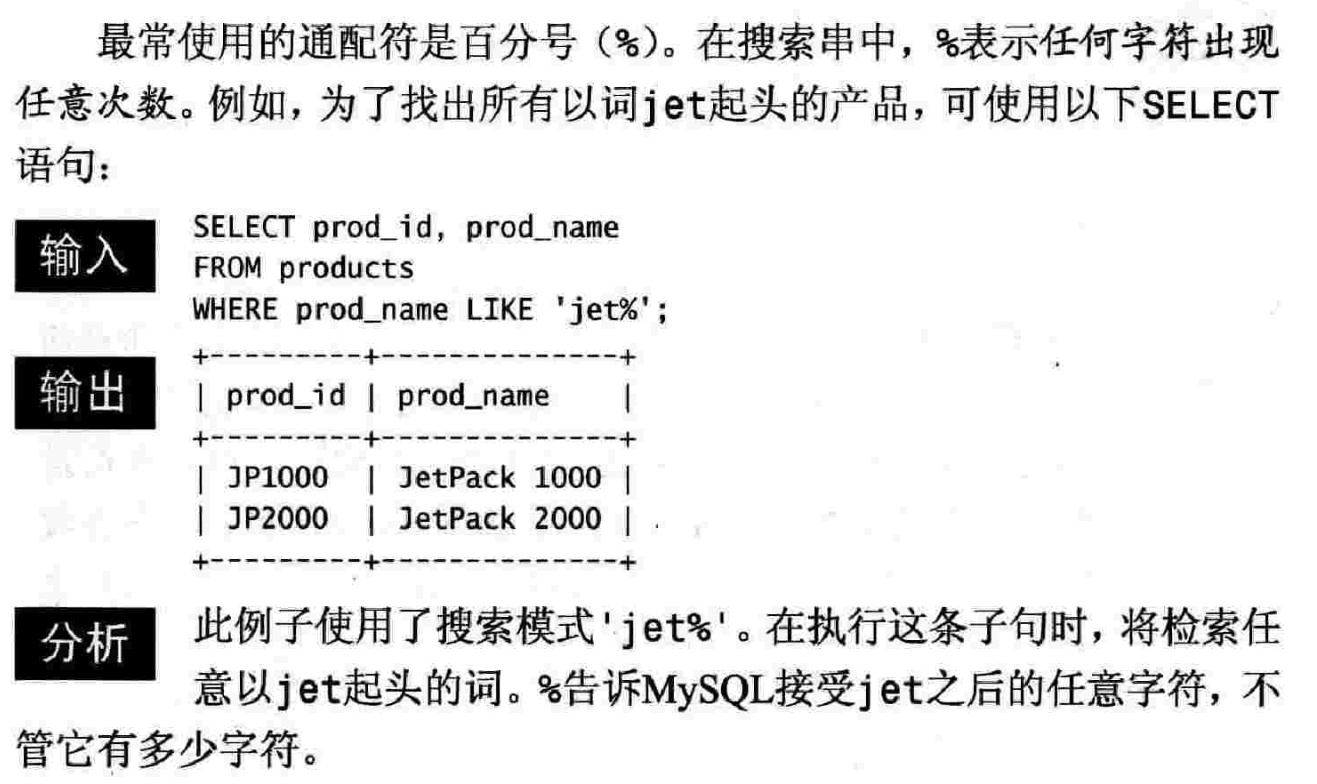 最常使用的通配符是百分号（%）。在搜索串中，%表示任何字符出现
任意次数。例如，为了找出所有以词jet起头的产品，可使用以下SELECT
语句：
输入
SELECT prod_id, prod_name
FROM products
WHERE prod_name LIKE 'jet%';
输出
+---------+--------------+
| prod_id | prod_name    |
+---------+--------------+
| JP1000  | JetPack 1000 |
| JP2000  | JetPack 2000 |
+---------+--------------+
分析
此例子使用了搜索模式'jet%'。在执行这条子句时，将检索任
意以jet起头的词。%告诉MySQL接受jet之后的任意字符，不
管它有多少字符。